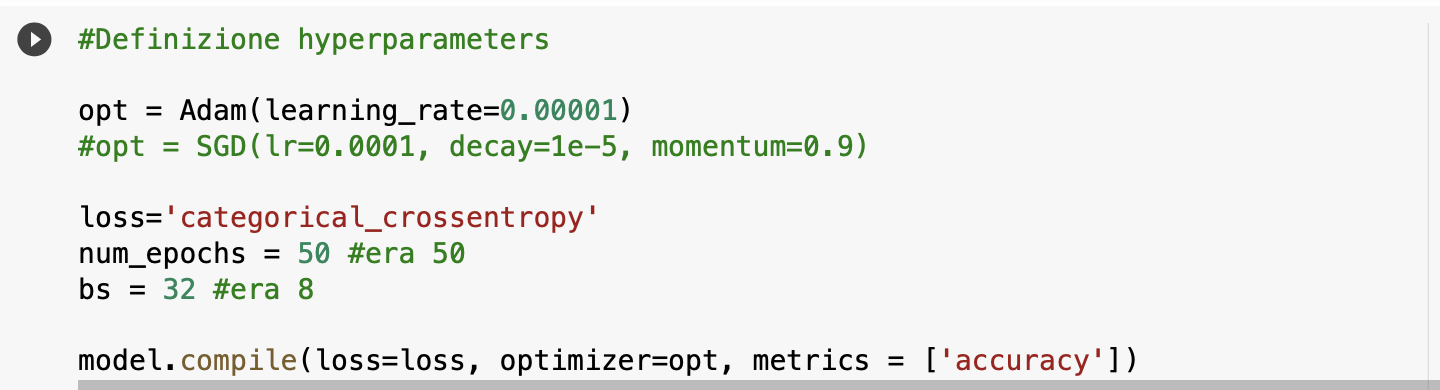 #Definizione hyperparameters
opt = Adam(learning_rate=0.00001)
#opt = SGD(lr=0.0001, decay=1e-5, momentum=0.9)
loss='categorical_crossentropy'
num_epochs = 50 #era 50
bs = 32 #era 8
model.compile(loss=loss, optimizer=opt, metrics = ['accuracy'])